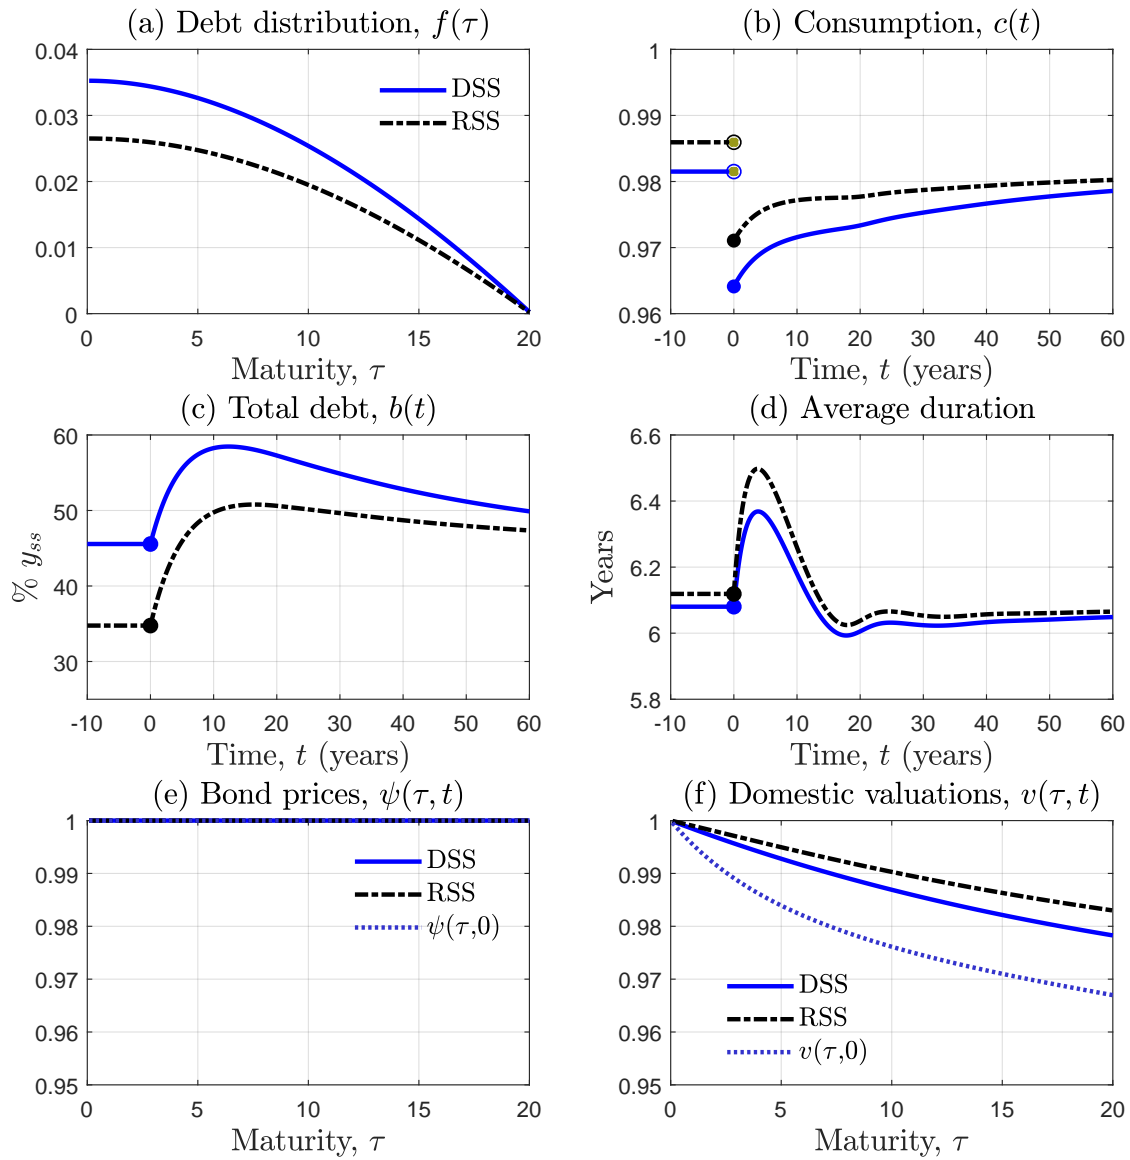 (a) Debt distribution, f(τ)
0.04
0.03
0.02
0.01
0
0 5 10 15 20
DSS
RSS
Maturity, τ
(b) Consumption, c(t)
1
0.99
0.98
0.97
0.96
-10 0 10 20 30 40 50 60
Time, t (years)
(c) Total debt, b(t)
% y_ss
60
50
40
30
-10 0 10 20 30 40 50 60
Time, t (years)
(d) Average duration
Years
6.6
6.4
6.2
6
5.8
-10 0 10 20 30 40 50 60
Time, t (years)
(e) Bond prices, ψ(τ, t)
1
0.99
0.98
0.97
0.96
0.95
0 5 10 15 20
DSS
RSS
ψ(τ,0)
Maturity, τ
(f) Domestic valuations, v(τ, t)
1
0.99
0.98
0.97
0.96
0.95
0 5 10 15 20
DSS
RSS
v(τ,0)
Maturity, τ